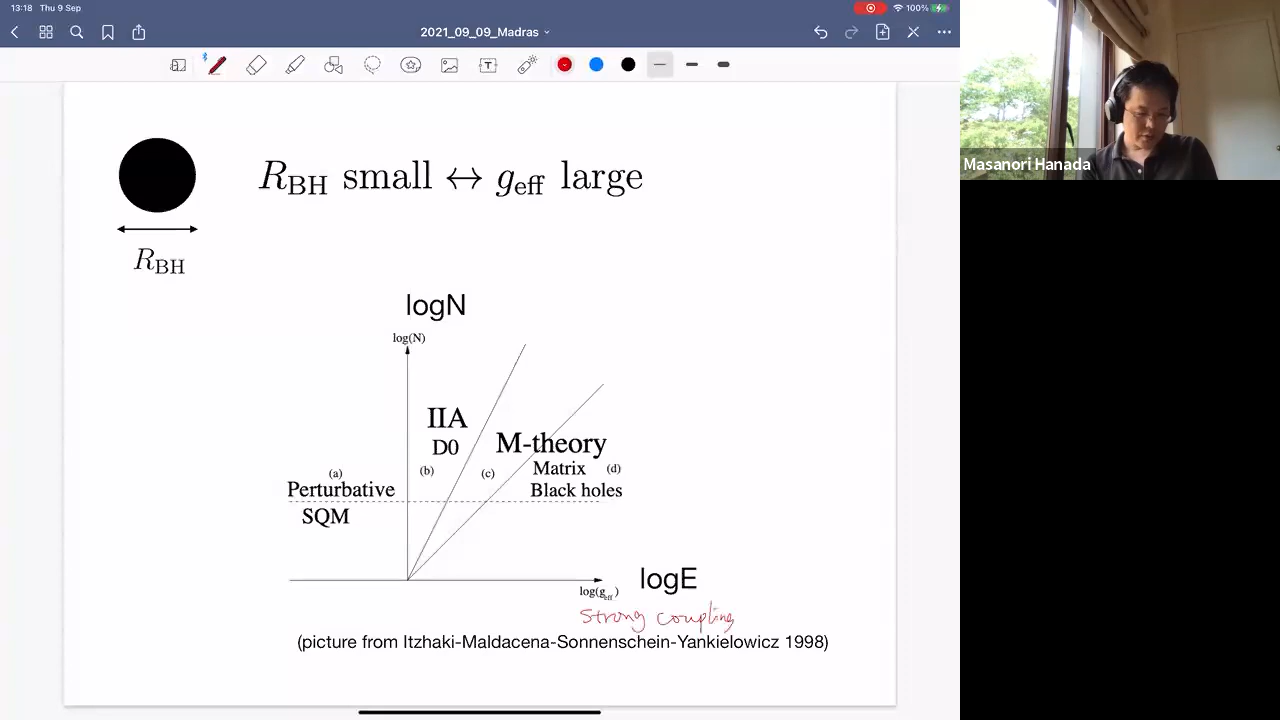 13:18 Thu 9 Sep
100%
2021_09_09_Madras
T
Masanori Hanada
R_BH small ↔ g_eff large
R_BH
logN
log(N)
IIA
D0
M-theory
(a)
(b)
(c)
Matrix
(d)
Perturbative
Black holes
SQM
logE
log(g_eff)
strong coupling
(picture from Itzhaki-Maldacena-Sonnenschein-Yankielowicz 1998)